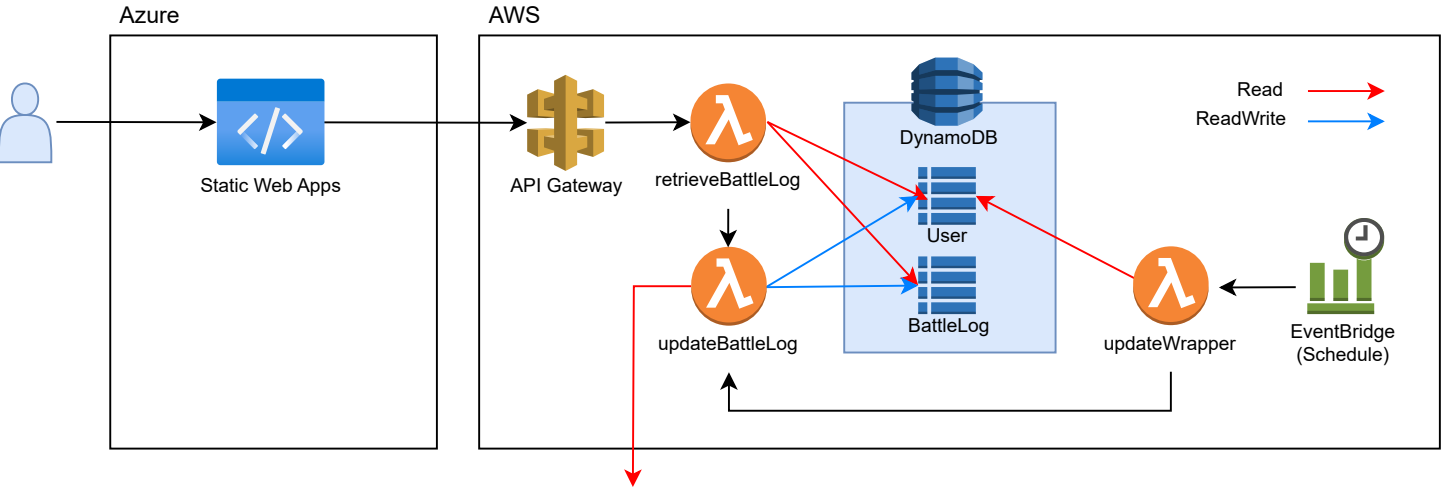 Azure
AWS
Read
ReadWrite
DynamoDB
Static Web Apps
API Gateway
retrieveBattleLog
User
BattleLog
updateBattleLog
updateWrapper
EventBridge
(Schedule)